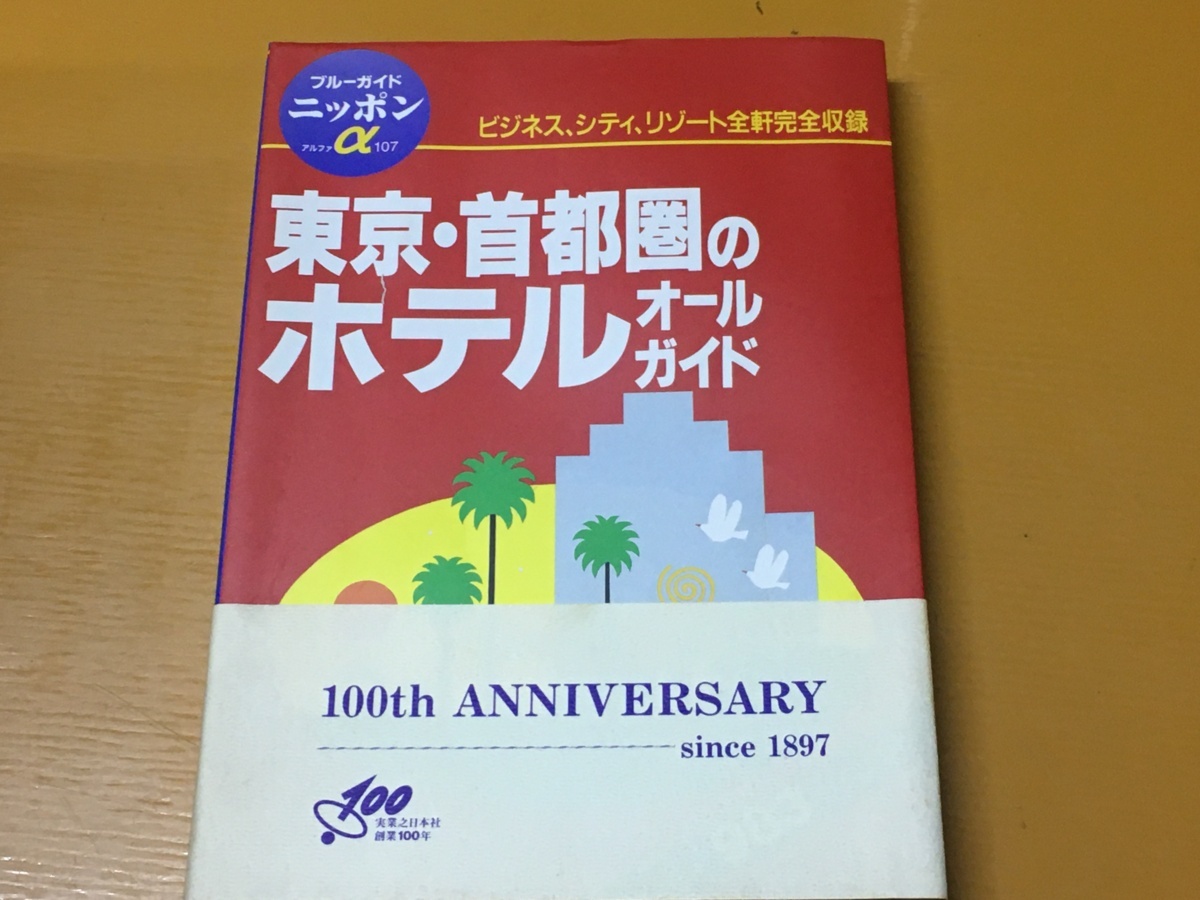 ブルーガイド
ニッポン
アルファ α 107
ビジネス、シティ、リゾート全軒完全収録
東京・首都圏の
ホテルオールガイド
100th ANNIVERSARY
since 1897
100
実業之日本社
創業100年